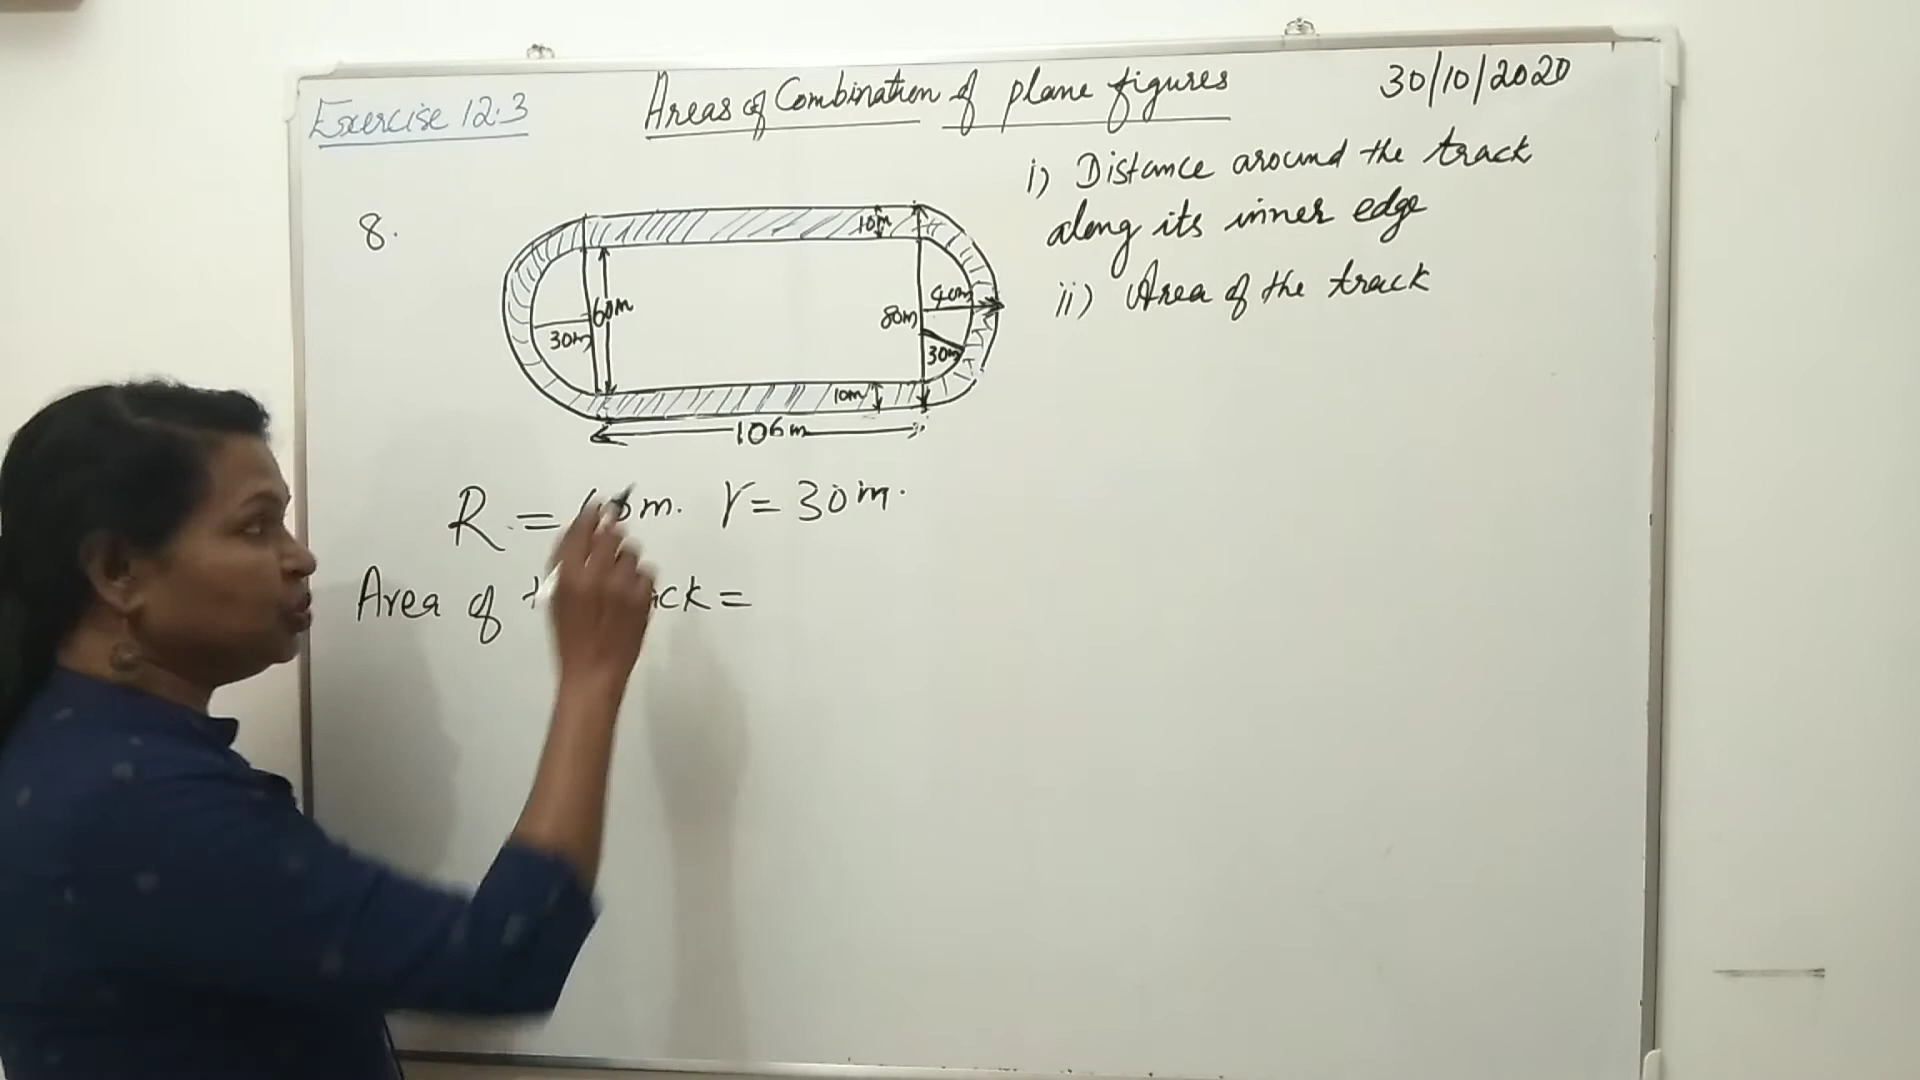 Exercise 12.3
Areas of Combination of plane figures
30/10/2020
i) Distance around the track
along its inner edge
ii) Area of the track
8.
10m
60m
30m
80m
40m
30m
10m
106m
R = m. r = 30m.
Area of =